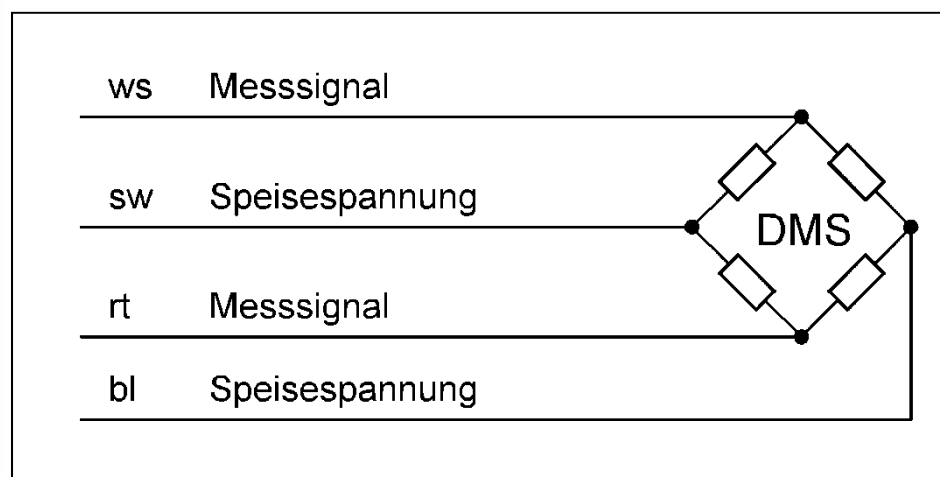 ws Messsignal
sw Speisespannung
DMS
rt Messsignal
bl Speisespannung